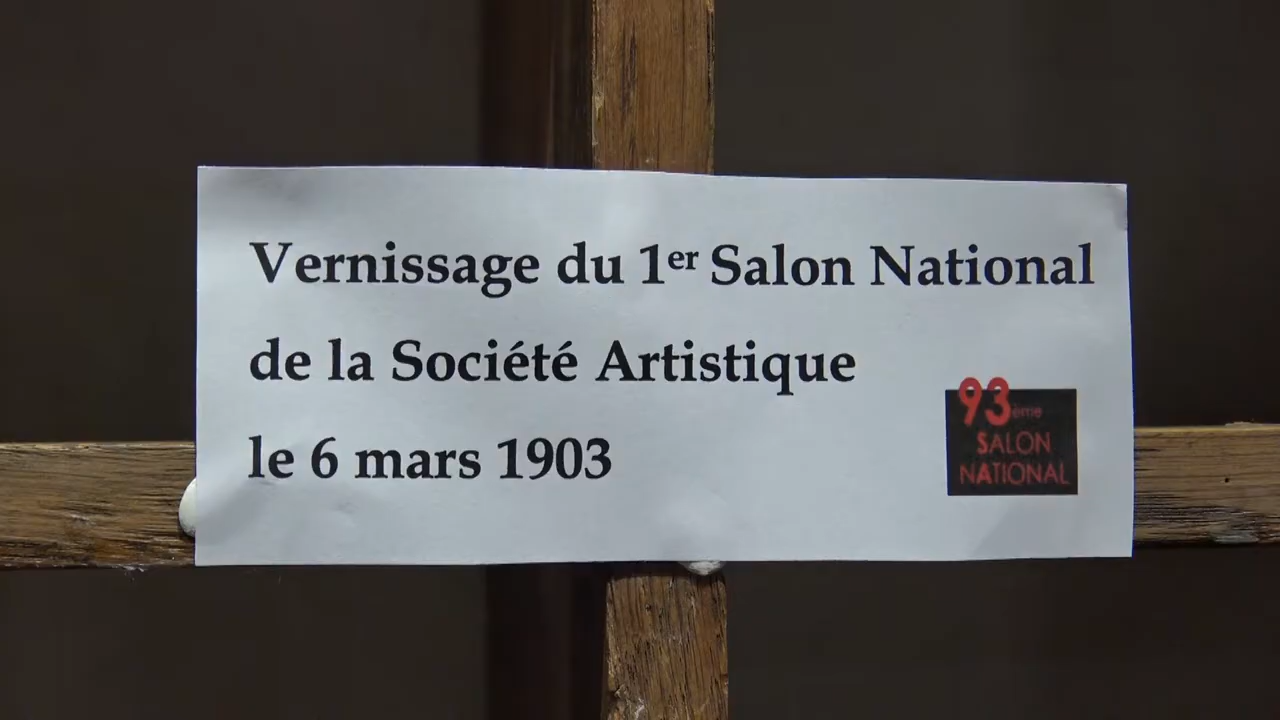 Vernissage du 1er Salon National
de la Société Artistique
le 6 mars 1903
93ème
SALON
NATIONAL